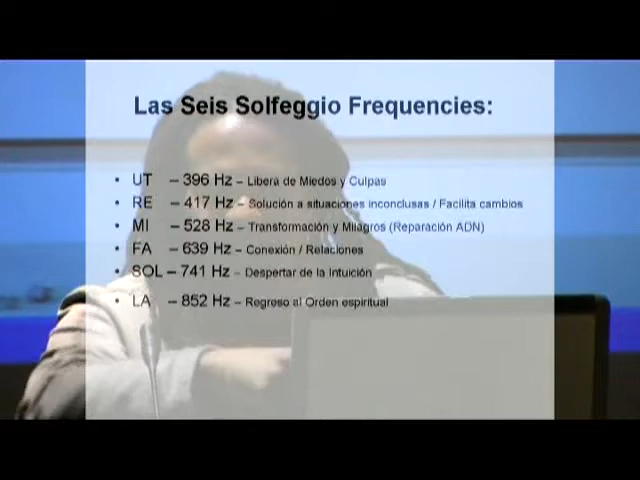 Las Seis Solfeggio Frequencies:
• UT – 396 Hz – Libera de Miedos y Culpas
• RE – 417 Hz – Solución a situaciones inconclusas / Facilita cambios
• MI – 528 Hz – Transformación y Milagros (Reparación ADN)
• FA – 639 Hz – Conexión / Relaciones
• SOL – 741 Hz – Despertar de la Intuición
• LA – 852 Hz – Regreso al Orden espiritual